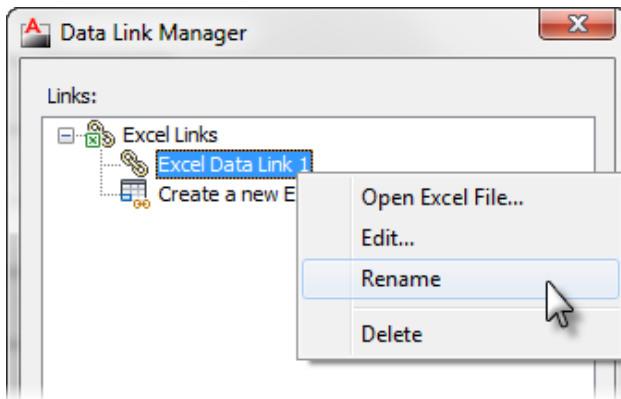 Data Link Manager
Links:
Excel Links
Excel Data Link 1
Create a new E
Open Excel File...
Edit...
Rename
Delete